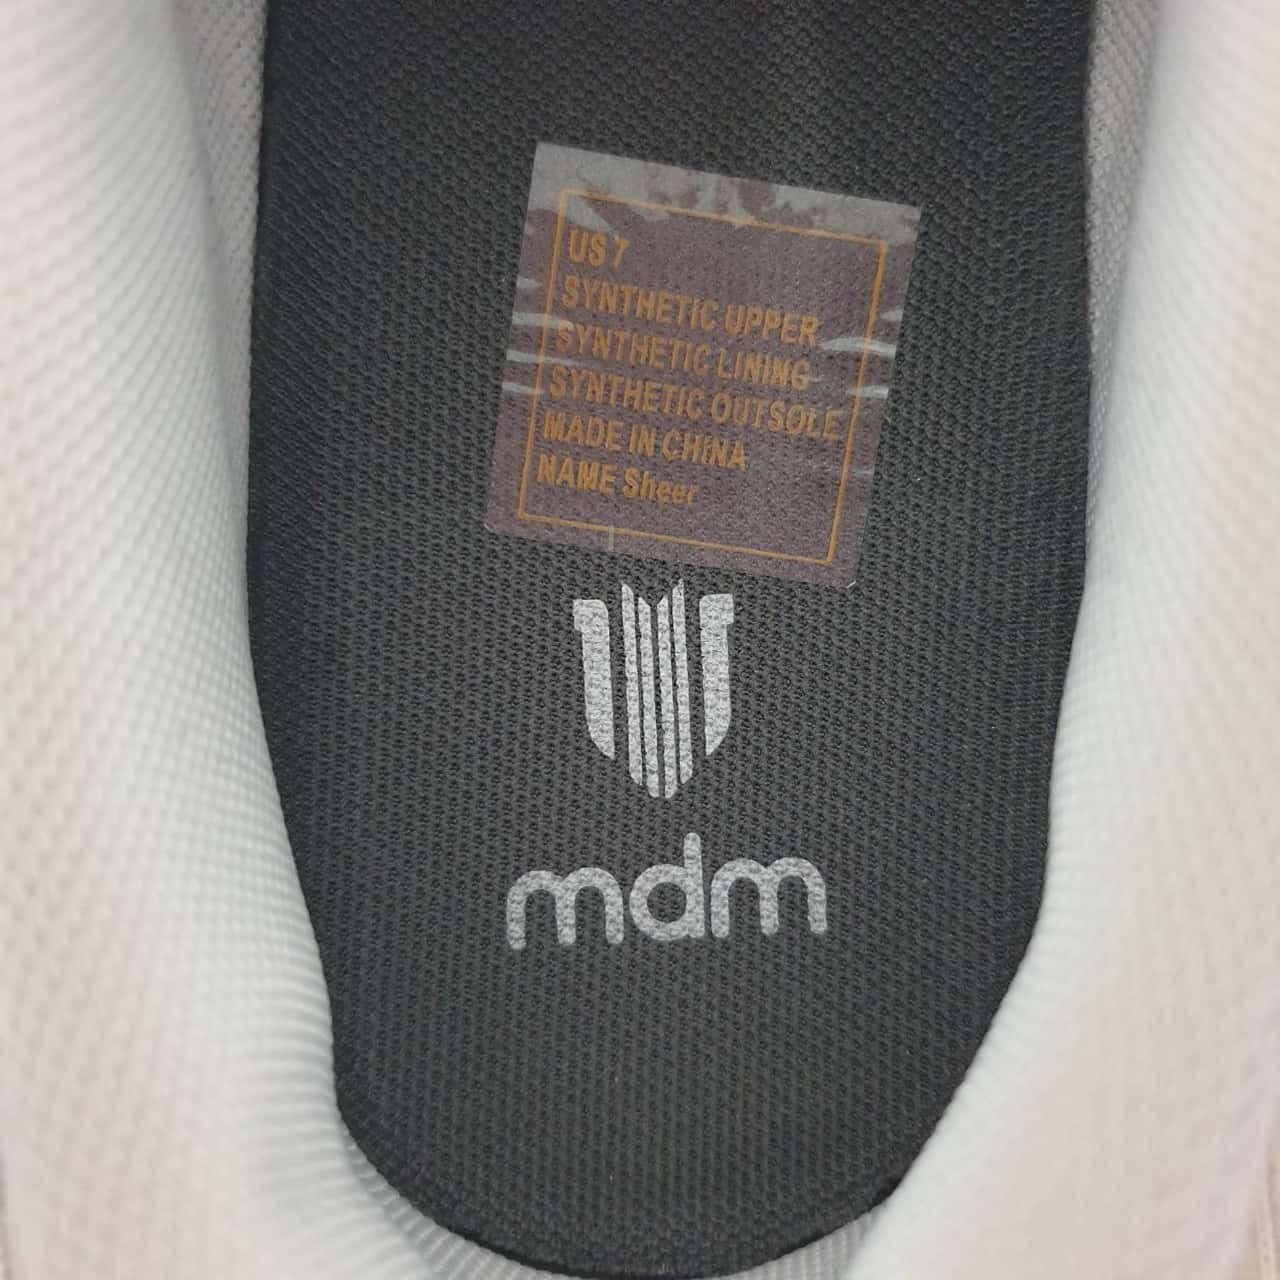 US 7
SYNTHETIC UPPER
SYNTHETIC LINING
SYNTHETIC OUTSOLE
MADE IN CHINA
NAME Sheer
mdm